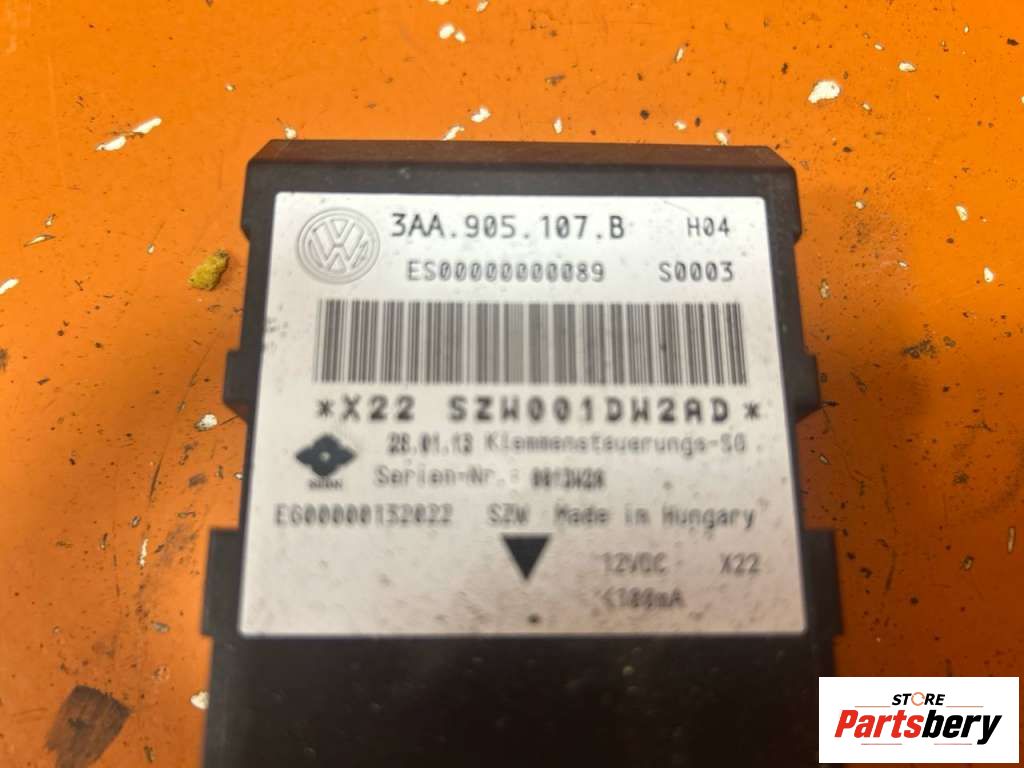 3AA.905.107.B H04
ES00000000089 S0003
*X22 SZW001DW2AD*
28.01.13 Klemmensteuerungs-SG.
Serien-Nr.:
EG00000132022 SZW Made in Hungary
12VDC X22
<100mA
STORE
Partsbery